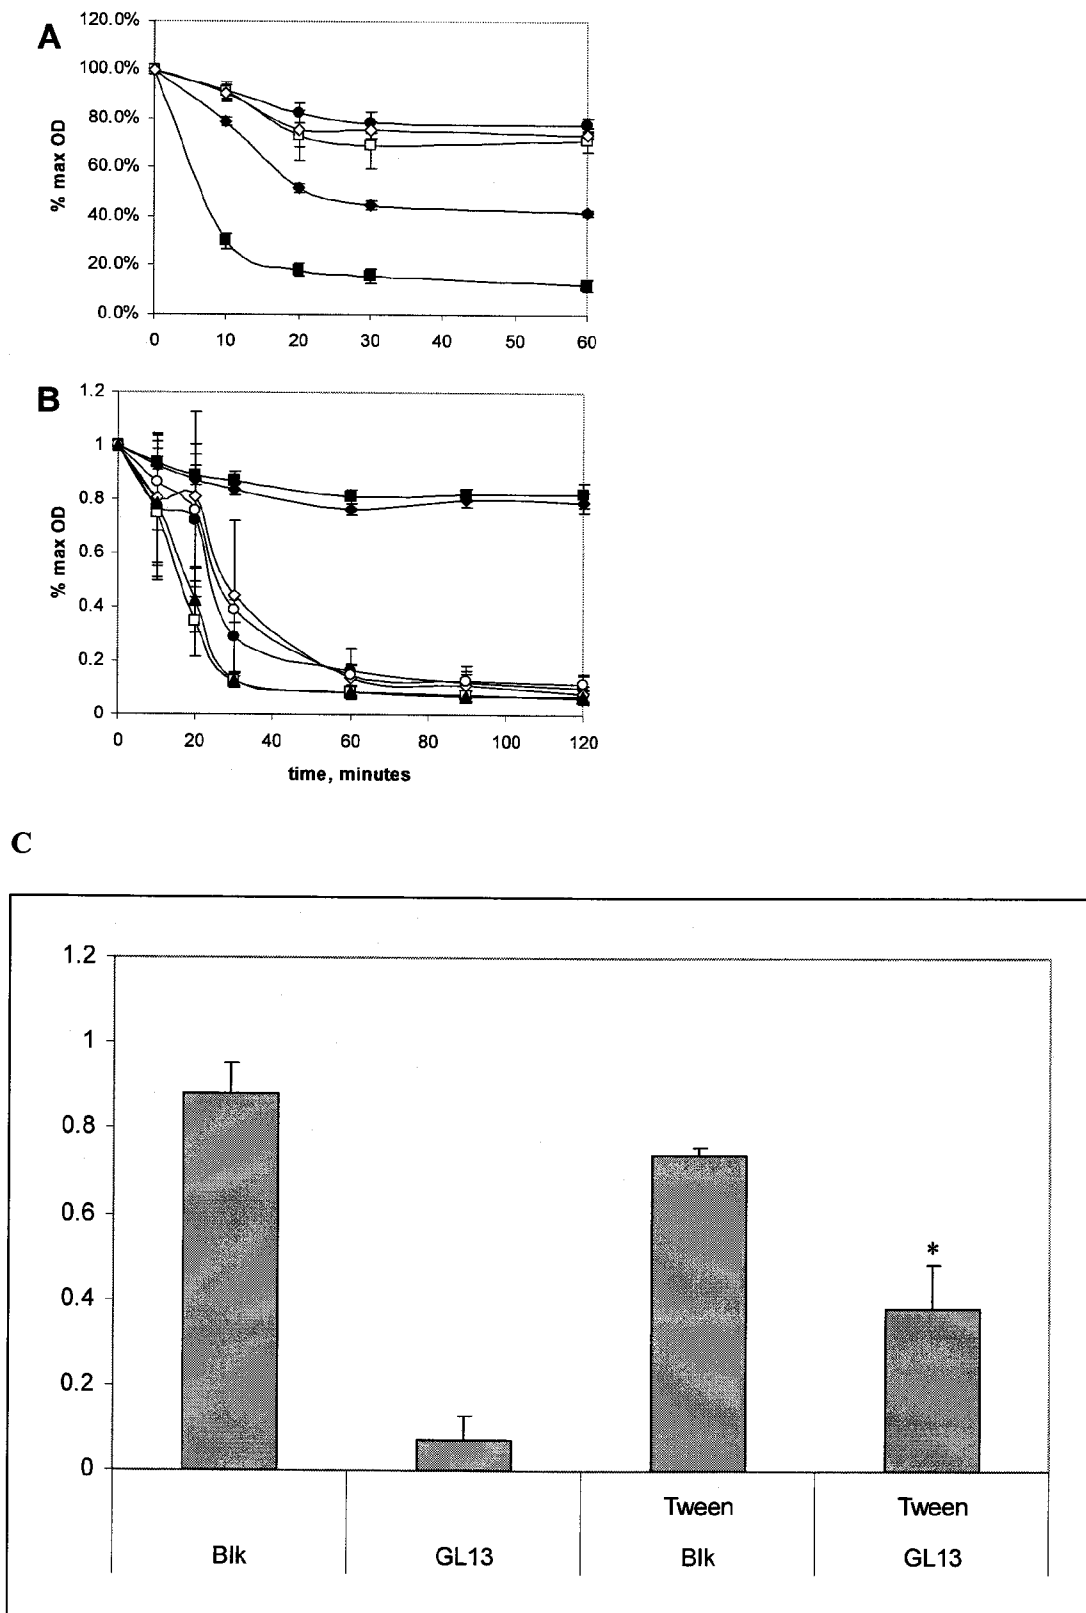 A
120.0%
100.0%
80.0%
60.0%
40.0%
20.0%
0.0%
% max OD
0 10 20 30 40 50 60
B
1.2
1
0.8
0.6
0.4
0.2
0
% max OD
0 20 40 60 80 100 120
time, minutes
C
1.2
1
0.8
0.6
0.4
0.2
0
*
Tween Tween
Blk GL13 Blk GL13